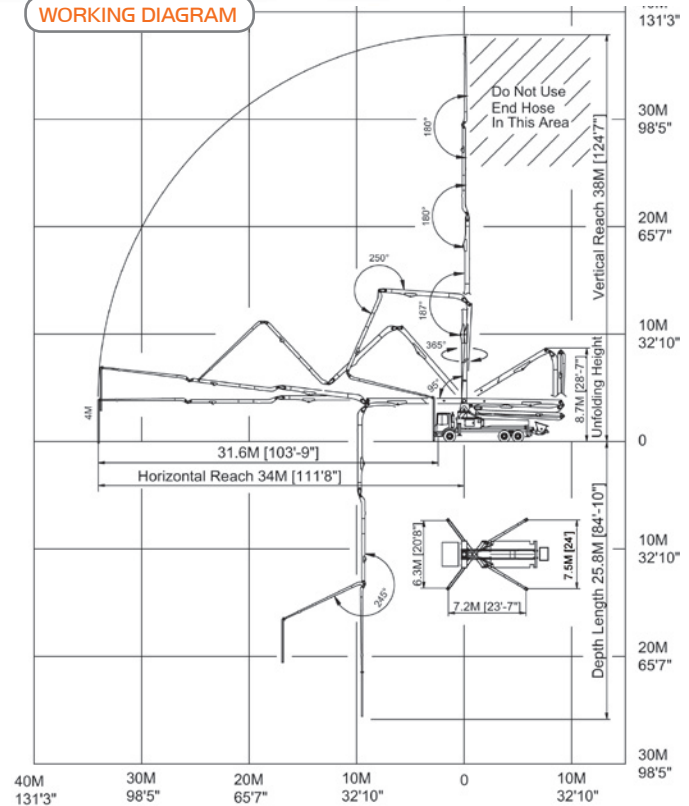 WORKING DIAGRAM
131'3"
30M
98'5"
20M
65'7"
10M
32'10"
0
10M
32'10"
20M
65'7"
30M
98'5"
Do Not Use
End Hose
In This Area
Vertical Reach 38M [124'7"]
180°
180°
250°
187°
365°
95°
8.7M [28'-7"]
Unfolding Height
4M
31.6M [103'-9"]
Horizontal Reach 34M [111'8"]
Depth Length 25.8M [84'-10"]
6.3M [20'8"]
7.5M [24']
7.2M [23'-7"]
245°
40M
131'3"
30M
98'5"
20M
65'7"
10M
32'10"
0
10M
32'10"